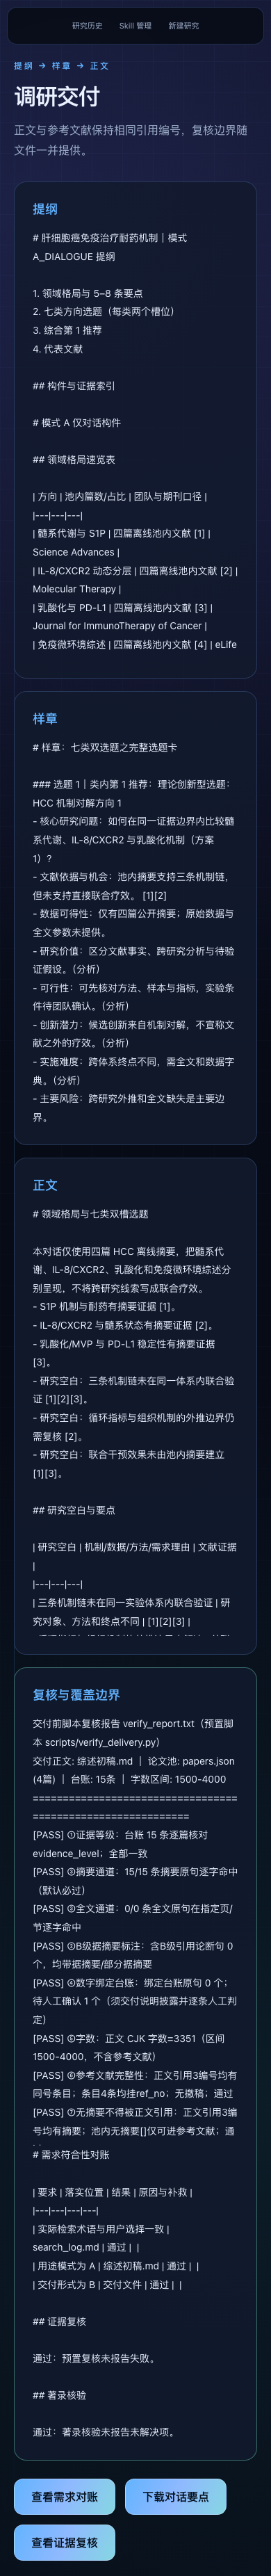 研究历史 Skill 管理 新建研究
提纲 → 样章 → 正文
调研交付
正文与参考文献保持相同引用编号，复核边界随
文件一并提供。
提纲
# 肝细胞癌免疫治疗耐药机制｜模式
A_DIALOGUE 提纲
1. 领域格局与 5–8 条要点
2. 七类方向选题（每类两个槽位）
3. 综合第 1 推荐
4. 代表文献
## 构件与证据索引
# 模式 A 仅对话构件
## 领域格局速览表
| 方向 | 池内篇数/占比 | 团队与期刊口径 |
|---|---|---|
| 髓系代谢与 S1P | 四篇离线池内文献 [1] |
Science Advances |
| IL-8/CXCR2 动态分层 | 四篇离线池内文献 [2] |
Molecular Therapy |
| 乳酸化与 PD-L1 | 四篇离线池内文献 [3] |
Journal for ImmunoTherapy of Cancer |
| 免疫微环境综述 | 四篇离线池内文献 [4] | eLife
样章
# 样章：七类双选题之完整选题卡
### 选题 1｜类内第 1 推荐：理论创新型选题：
HCC 机制对解方向 1
- 核心研究问题：如何在同一证据边界内比较髓
系代谢、IL-8/CXCR2 与乳酸化机制（方案
1）？
- 文献依据与机会：池内摘要支持三条机制链，
但未支持直接联合疗效。 [1][2]
- 数据可得性：仅有四篇公开摘要；原始数据与
全文参数未提供。
- 研究价值：区分文献事实、跨研究分析与待验
证假设。（分析）
- 可行性：可先核对方法、样本与指标，实验条
件待团队确认。（分析）
- 创新潜力：候选创新来自机制对解，不宣称文
献之外的疗效。（分析）
- 实施难度：跨体系终点不同，需全文和数据字
典。（分析）
- 主要风险：跨研究外推和全文缺失是主要边
界。
正文
# 领域格局与七类双槽选题
本对话仅使用四篇 HCC 离线摘要，把髓系代
谢、IL-8/CXCR2、乳酸化和免疫微环境综述分
别呈现，不将跨研究线索写成联合疗效。
- S1P 机制与耐药有摘要证据 [1]。
- IL-8/CXCR2 与髓系状态有摘要证据 [2]。
- 乳酸化/MVP 与 PD-L1 稳定性有摘要证据
[3]。
- 研究空白：三条机制链未在同一体系内联合验
证 [1][2][3]。
- 研究空白：循环指标与组织机制的外推边界仍
需复核 [2]。
- 研究空白：联合干预效果未由池内摘要建立
[1][3]。
## 研究空白与要点
| 研究空白 | 机制/数据/方法/需求理由 | 文献证据
|
|---|---|---|
| 三条机制链未在同一实验体系内联合验证 | 研
究对象、方法和终点不同 | [1][2][3] |
复核与覆盖边界
交付前脚本复核报告 verify_report.txt（预置脚
本 scripts/verify_delivery.py）
交付正文: 综述初稿.md ｜ 论文池: papers.json
(4篇) ｜ 台账: 15条 ｜ 字数区间: 1500-4000
==================================
==========================
[PASS] ①证据等级：台账 15 条逐篇核对
evidence_level；全部一致
[PASS] ③摘要通道：15/15 条摘要原句逐字命中
（默认必过）
[PASS] ③全文通道：0/0 条全文原句在指定页/
节逐字命中
[PASS] ②B级据摘要标注：含B级引用论断句 0
个，均带据摘要/部分据摘要
[PASS] ④数字绑定台账：绑定台账原句 0 个；
待人工确认 1 个（须交付说明披露并逐条人工判
定）
[PASS] ⑤字数：正文 CJK 字数=3351（区间
1500-4000，不含参考文献）
[PASS] ⑥参考文献完整性：正文引用3编号均有
同号条目；条目4条均挂ref_no；无撤稿；通过
[PASS] ⑦无摘要不得被正文引用：正文引用3编
号均有摘要；池内无摘要[]仅可进参考文献；通
# 需求符合性对账
| 要求 | 落实位置 | 结果 | 原因与补救 |
|---|---|---|---|
| 实际检索术语与用户选择一致 |
search_log.md | 通过 | |
| 用途模式为 A | 综述初稿.md | 通过 | |
| 交付形式为 B | 交付文件 | 通过 | |
## 证据复核
通过：预置复核未报告失败。
## 著录核验
通过：著录核验未报告未解决项。
查看需求对账
下载对话要点
查看证据复核